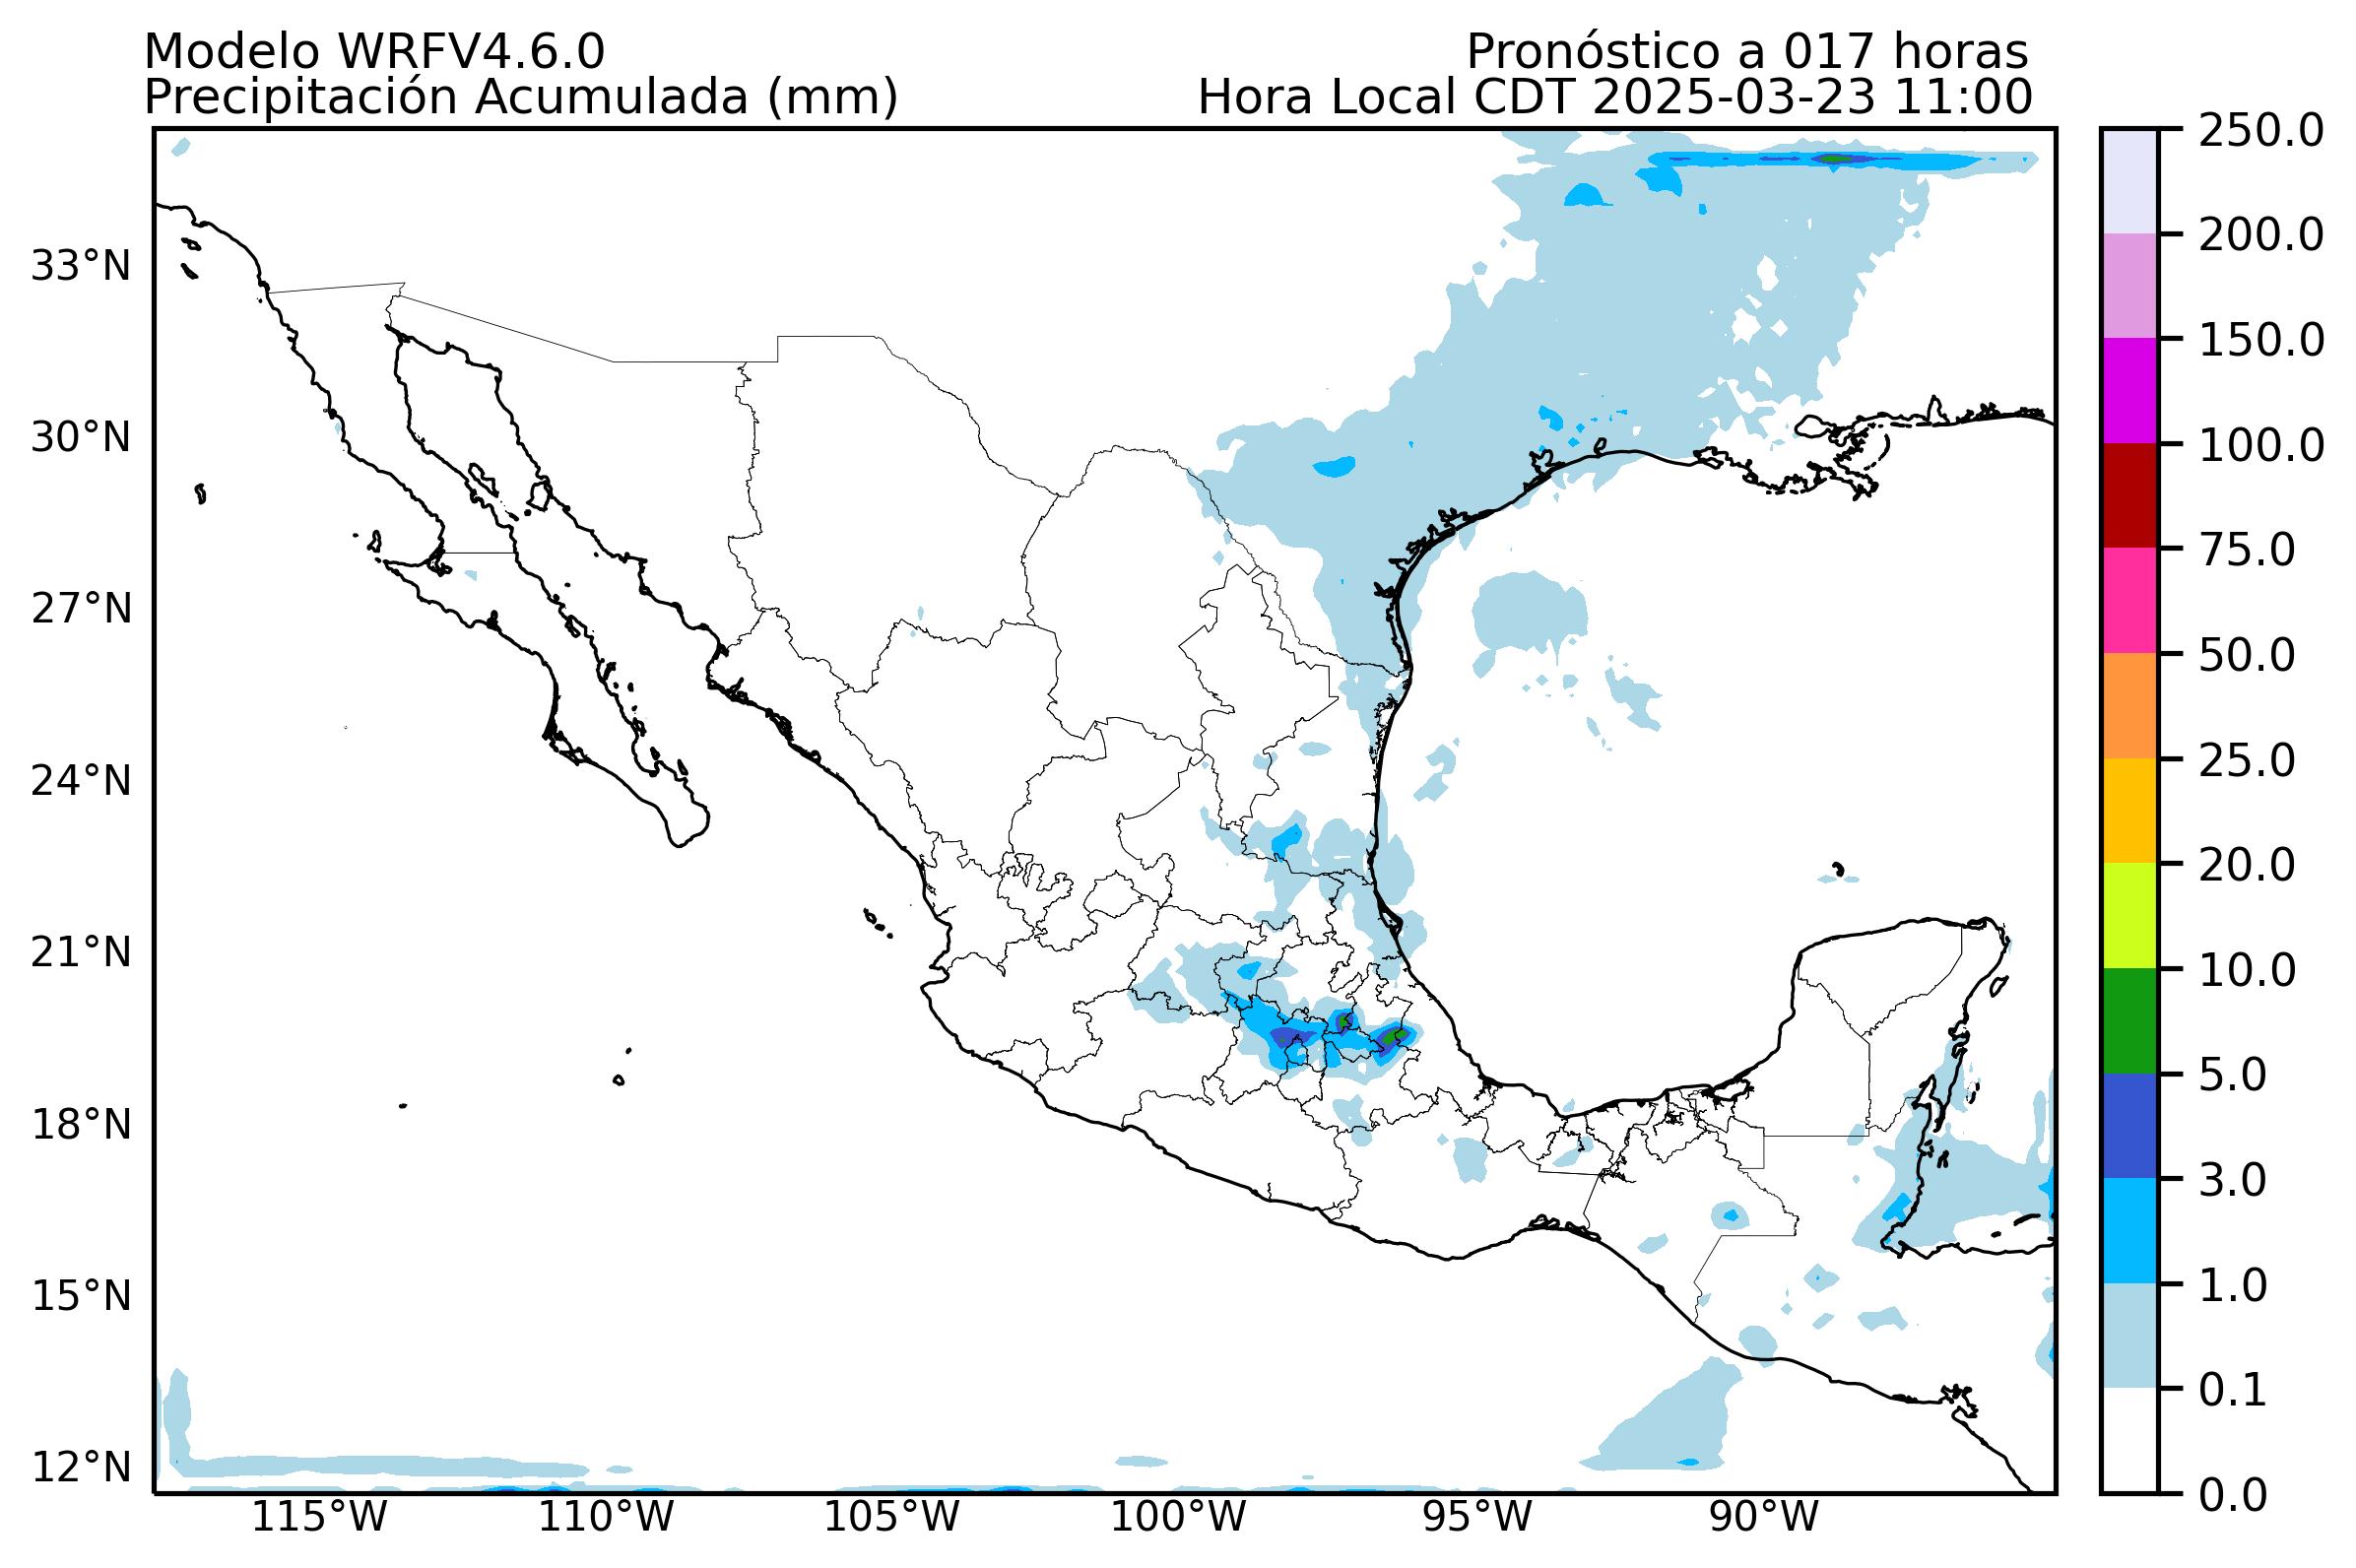 Modelo WRFV4.6.0
Pronóstico a 017 horas
Precipitación Acumulada (mm)
Hora Local CDT 2025-03-23 11:00
33°N
30°N
27°N
24°N
21°N
18°N
15°N
12°N
115°W
110°W
105°W
100°W
95°W
90°W
250.0
200.0
150.0
100.0
75.0
50.0
25.0
20.0
10.0
5.0
3.0
1.0
0.1
0.0